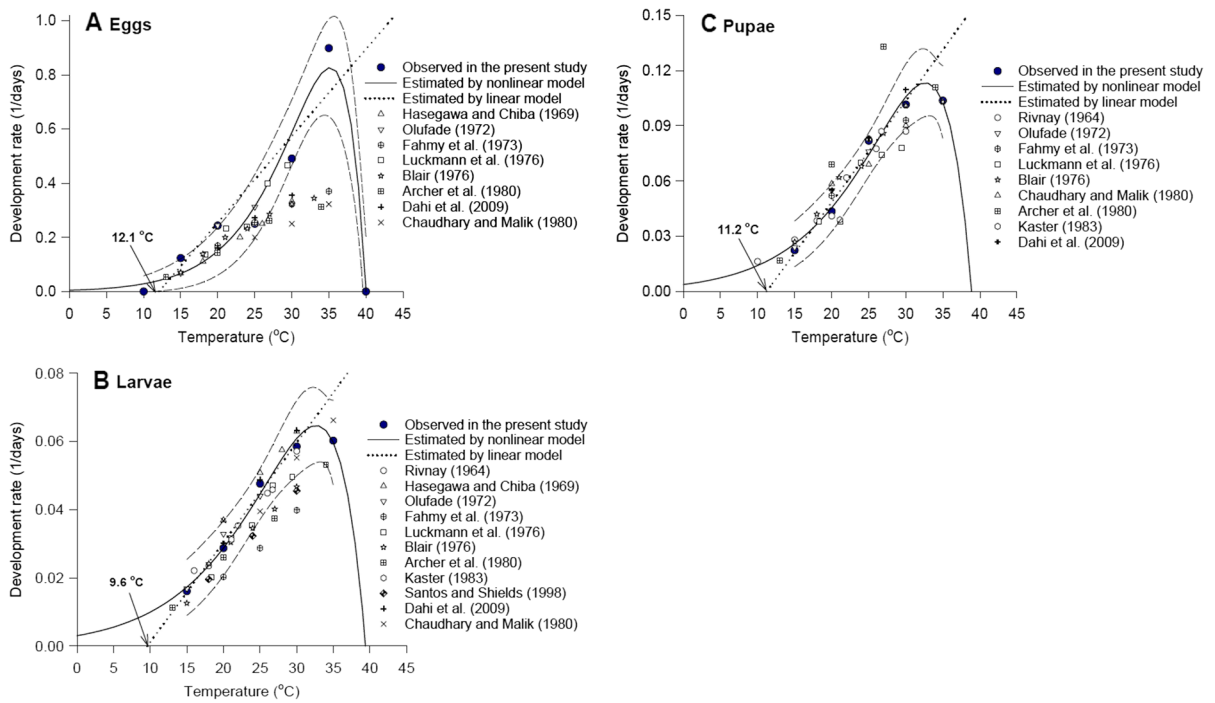 A Eggs
Development rate (1/days)
1.0
0.8
0.6
0.4
0.2
0.0
12.1 °C
0 5 10 15 20 25 30 35 40 45
Temperature (°C)
Observed in the present study
Estimated by nonlinear model
Estimated by linear model
Hasegawa and Chiba (1969)
Olufade (1972)
Fahmy et al. (1973)
Luckmann et al. (1976)
Blair (1976)
Archer et al. (1980)
Dahi et al. (2009)
Chaudhary and Malik (1980)
C Pupae
Development rate (1/days)
0.15
0.12
0.09
0.06
0.03
0.00
11.2 °C
0 5 10 15 20 25 30 35 40 45
Temperature (°C)
Observed in the present study
Estimated by nonlinear model
Estimated by linear model
Rivnay (1964)
Olufade (1972)
Fahmy et al. (1973)
Luckmann et al. (1976)
Blair (1976)
Chaudhary and Malik (1980)
Archer et al. (1980)
Kaster (1983)
Dahi et al. (2009)
B Larvae
Development rate (1/days)
0.08
0.06
0.04
0.02
0.00
9.6 °C
0 5 10 15 20 25 30 35 40 45
Temperature (°C)
Observed in the present study
Estimated by nonlinear model
Estimated by linear model
Rivnay (1964)
Hasegawa and Chiba (1969)
Olufade (1972)
Fahmy et al. (1973)
Luckmann et al. (1976)
Blair (1976)
Archer et al. (1980)
Kaster (1983)
Santos and Shields (1998)
Dahi et al. (2009)
Chaudhary and Malik (1980)